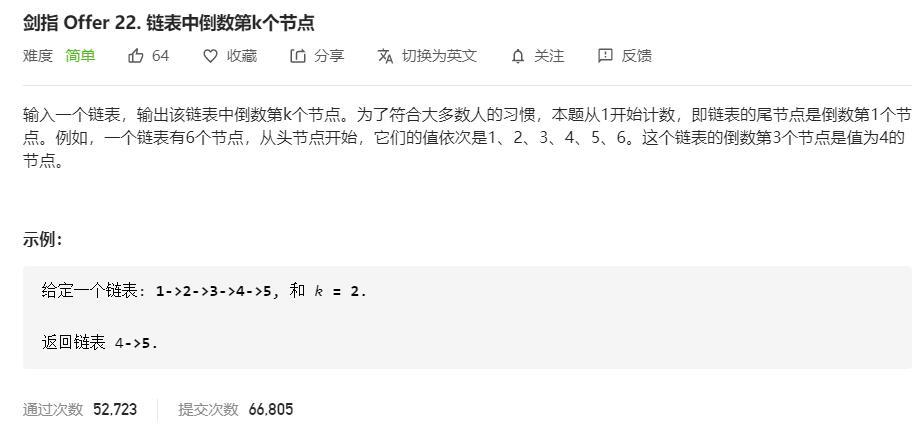 剑指 Offer 22. 链表中倒数第k个节点
难度 简单 64 收藏 分享 切换为英文 关注 反馈
输入一个链表，输出该链表中倒数第k个节点。为了符合大多数人的习惯，本题从1开始计数，即链表的尾节点是倒数第1个节
点。例如，一个链表有6个节点，从头节点开始，它们的值依次是1、2、3、4、5、6。这个链表的倒数第3个节点是值为4的
节点。
示例：
给定一个链表: 1->2->3->4->5, 和 k = 2.
返回链表 4->5.
通过次数 52,723 提交次数 66,805